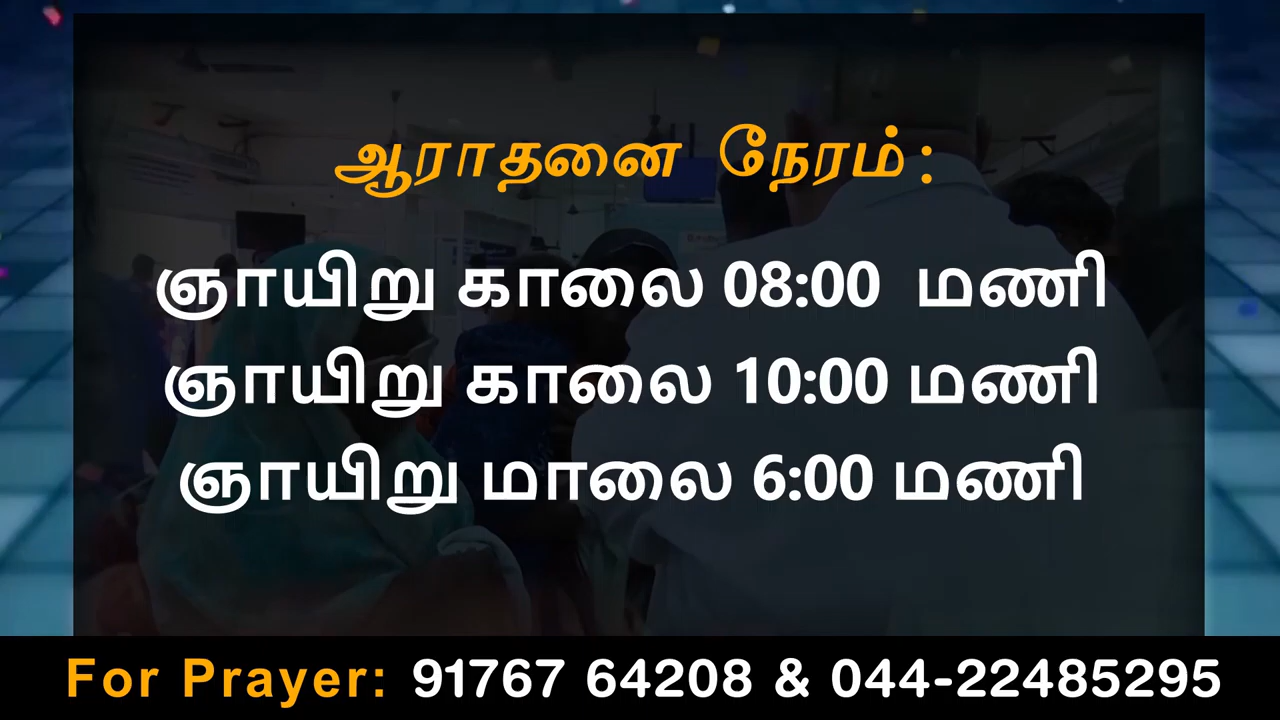 ஆராதனை நேரம்:
ஞாயிறு காலை 08:00 மணி
ஞாயிறு காலை 10:00 மணி
ஞாயிறு மாலை 6:00 மணி
For Prayer: 91767 64208 & 044-22485295